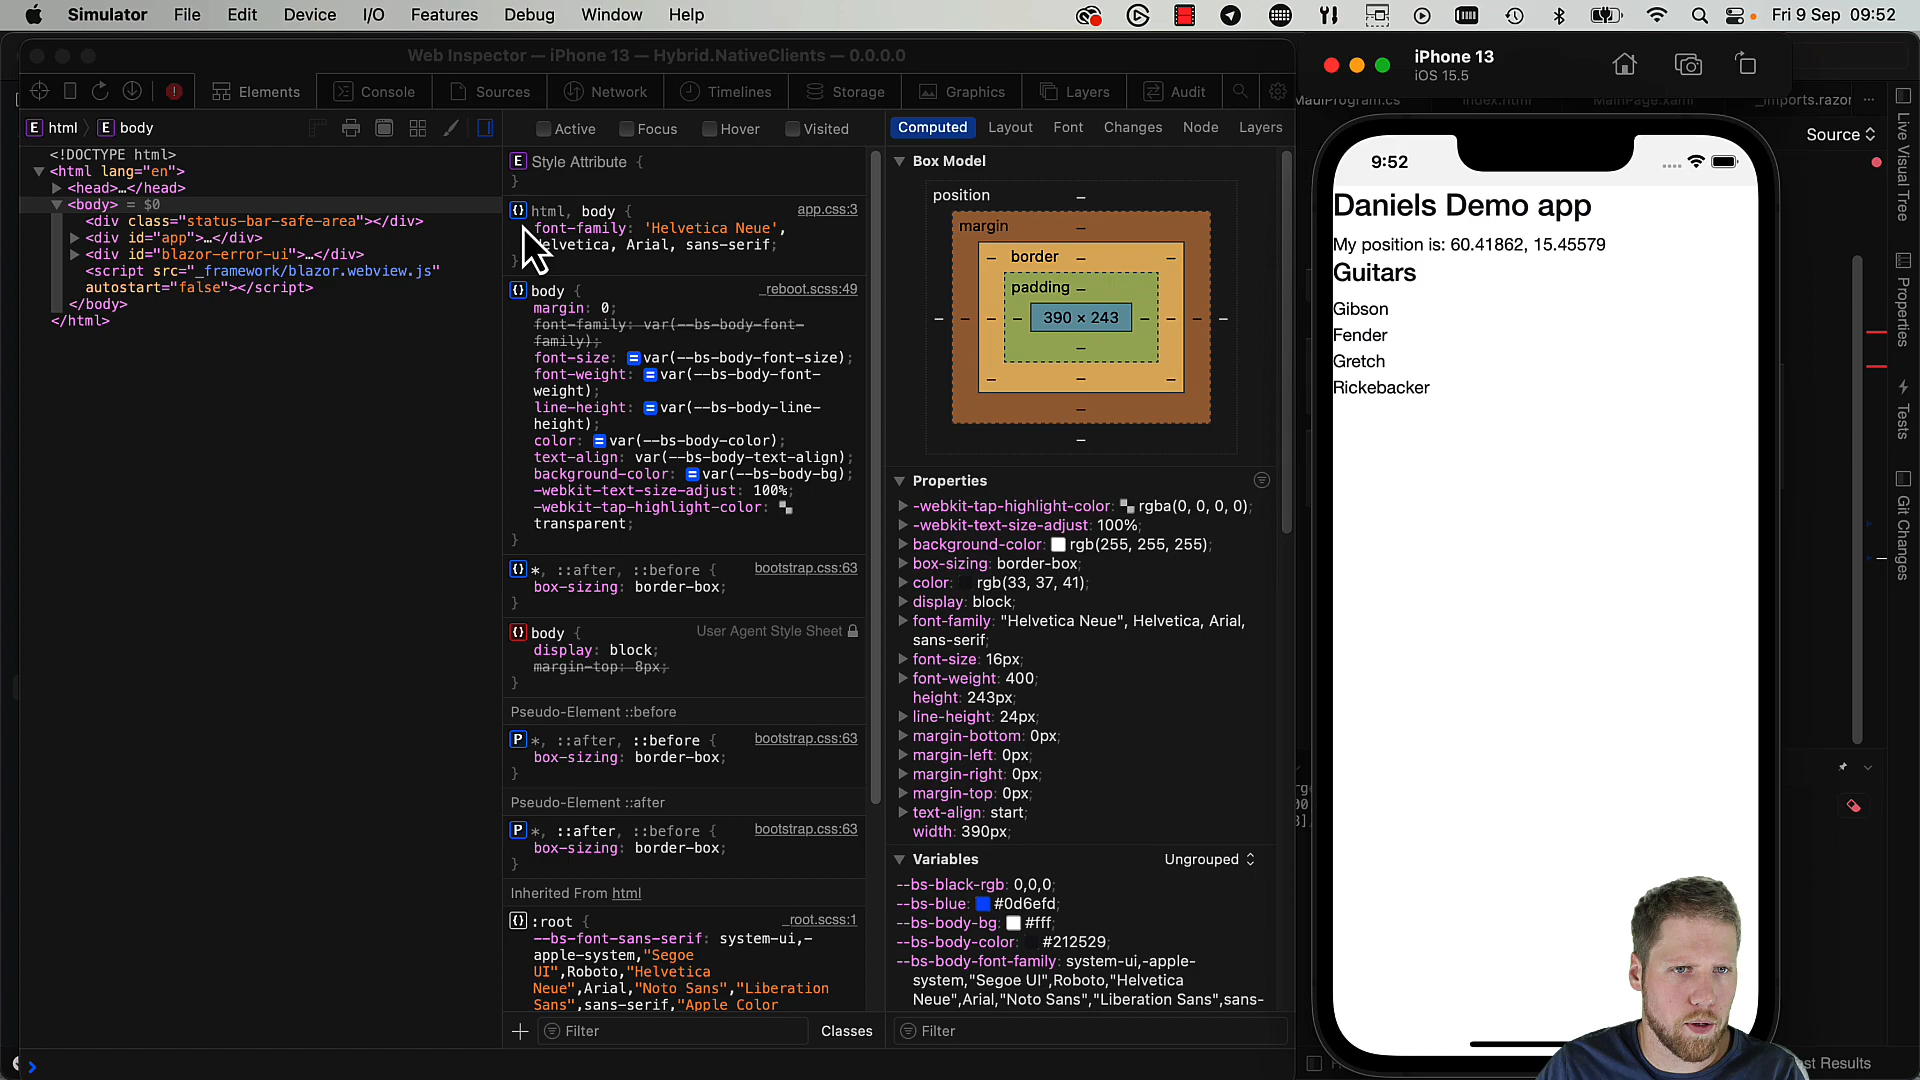 Simulator File Edit Device I/O Features Debug Window Help Fri 9 Sep 09:52
Web Inspector — iPhone 13 — Hybrid.NativeClients — 0.0.0.0
Elements Console Sources Network Timelines Storage Graphics Layers Audit
E html E body
<!DOCTYPE html>
<html lang="en">
<head>…</head>
<body> = $0
<div class="status-bar-safe-area"></div>
<div id="app">…</div>
<div id="blazor-error-ui">…</div>
<script src="_framework/blazor.webview.js"
autostart="false"></script>
</body>
</html>
Active Focus Hover Visited
E Style Attribute {
}
html, body { app.css:3
font-family: 'Helvetica Neue',
Helvetica, Arial, sans-serif;
}
body { _reboot.scss:49
margin: 0;
font-family: var(--bs-body-font-
family);
font-size: = var(--bs-body-font-size);
font-weight: = var(--bs-body-font-
weight);
line-height: = var(--bs-body-line-
height);
color: = var(--bs-body-color);
text-align: var(--bs-body-text-align);
background-color: = var(--bs-body-bg);
-webkit-text-size-adjust: 100%;
-webkit-tap-highlight-color:
transparent;
}
*, ::after, ::before { bootstrap.css:63
box-sizing: border-box;
}
body { User Agent Style Sheet
display: block;
margin-top: 8px;
}
Pseudo-Element ::before
P *, ::after, ::before { bootstrap.css:63
box-sizing: border-box;
}
Pseudo-Element ::after
P *, ::after, ::before { bootstrap.css:63
box-sizing: border-box;
}
Inherited From html
:root { _root.scss:1
--bs-font-sans-serif: system-ui,-
apple-system,"Segoe
UI",Roboto,"Helvetica
Neue",Arial,"Noto Sans","Liberation
Sans",sans-serif,"Apple Color
Filter Classes
Computed Layout Font Changes Node Layers
Box Model
position –
margin –
border –
padding –
390 × 243
Properties
-webkit-tap-highlight-color: rgba(0, 0, 0, 0);
-webkit-text-size-adjust: 100%;
background-color: rgb(255, 255, 255);
box-sizing: border-box;
color: rgb(33, 37, 41);
display: block;
font-family: "Helvetica Neue", Helvetica, Arial,
sans-serif;
font-size: 16px;
font-weight: 400;
height: 243px;
line-height: 24px;
margin-bottom: 0px;
margin-left: 0px;
margin-right: 0px;
margin-top: 0px;
text-align: start;
width: 390px;
Variables Ungrouped
--bs-black-rgb: 0,0,0;
--bs-blue: #0d6efd;
--bs-body-bg: #fff;
--bs-body-color: #212529;
--bs-body-font-family: system-ui,-apple-
system,"Segoe UI",Roboto,"Helvetica
Neue",Arial,"Noto Sans","Liberation Sans",sans-
Filter
iPhone 13
iOS 15.5
MauiProgram.cs index.html MainPage.xaml _Imports.razor
Source
9:52
Daniels Demo app
My position is: 60.41862, 15.45579
Guitars
Gibson
Fender
Gretch
Rickebacker
Live Visual Tree
Properties
Tests
Git Changes
Results